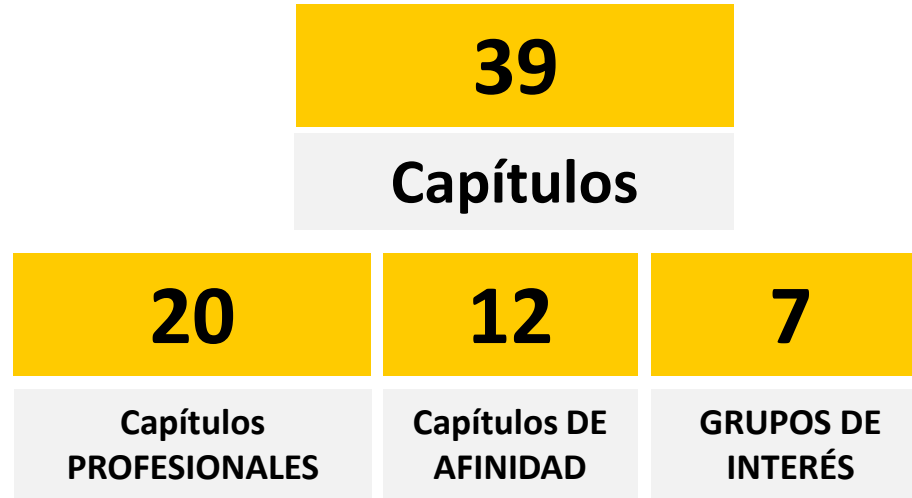 39
Capítulos
20
12
7
Capítulos
PROFESIONALES
Capítulos DE
AFINIDAD
GRUPOS DE
INTERÉS